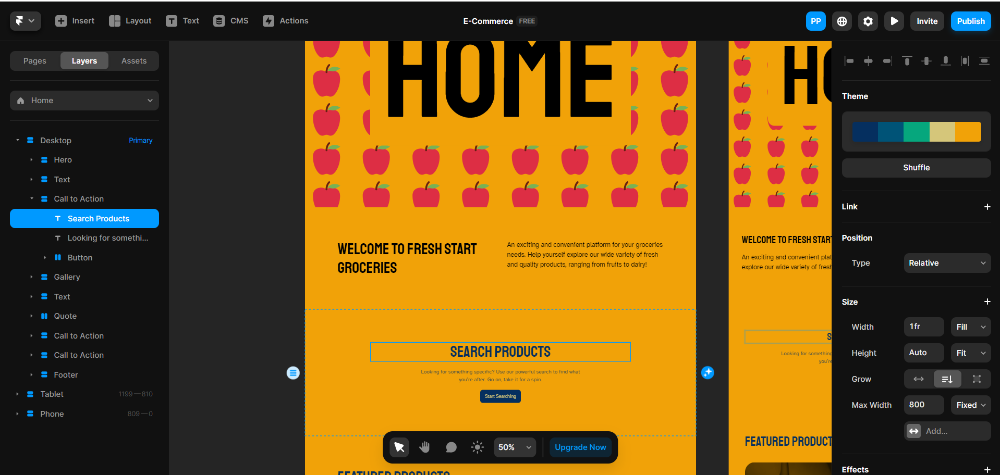 Insert
Layout
Text
CMS
Actions
E-Commerce FREE
PP
Invite
Publish
Pages
Layers
Assets
Home
Desktop
Primary
Hero
Text
Call to Action
Search Products
Looking for somethi...
Button
Gallery
Text
Quote
Call to Action
Call to Action
Footer
Tablet
1199—810
Phone
809—0
HOME
WELCOME TO FRESH START
GROCERIES
An exciting and convenient platform for your groceries
needs. Help yourself explore our wide variety of fresh
and quality products, ranging from fruits to dairy!
SEARCH PRODUCTS
Looking for something specific? Use our powerful search to find what
you're after. Go on, take it for a spin.
Start Searching
FEATURED PRODUCTS
50%
Upgrade Now
HO
WELCOME TO FRESH START
An exciting and convenient plat
explore our wide variety of fresh
S
Looking for something
you're
FEATURED PRODUCT
Theme
Shuffle
Link
Position
Type
Relative
Size
Width
1fr
Fill
Height
Auto
Fit
Grow
Max Width
800
Fixed
Add...
Effects